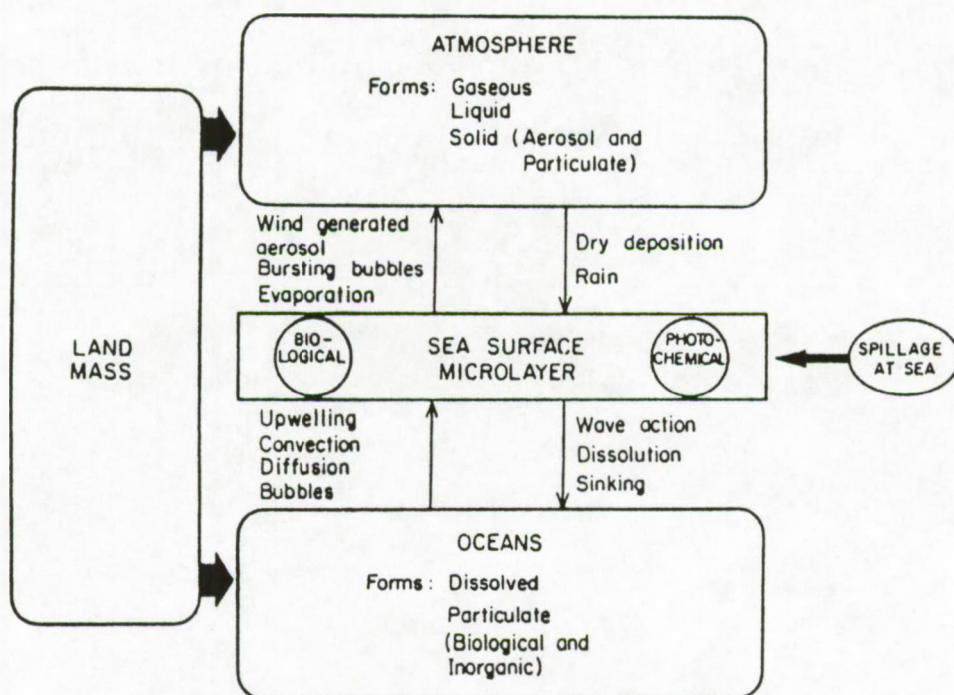 ATMOSPHERE
Forms: Gaseous
Liquid
Solid (Aerosol and
Particulate)
Wind generated
aerosol
Bursting bubbles
Evaporation
Dry deposition
Rain
LAND
MASS
BIO-
LOGICAL
SEA SURFACE
MICROLAYER
PHOTO-
CHEMICAL
SPILLAGE
AT SEA
Upwelling
Convection
Diffusion
Bubbles
Wave action
Dissolution
Sinking
OCEANS
Forms: Dissolved
Particulate
(Biological and
Inorganic)